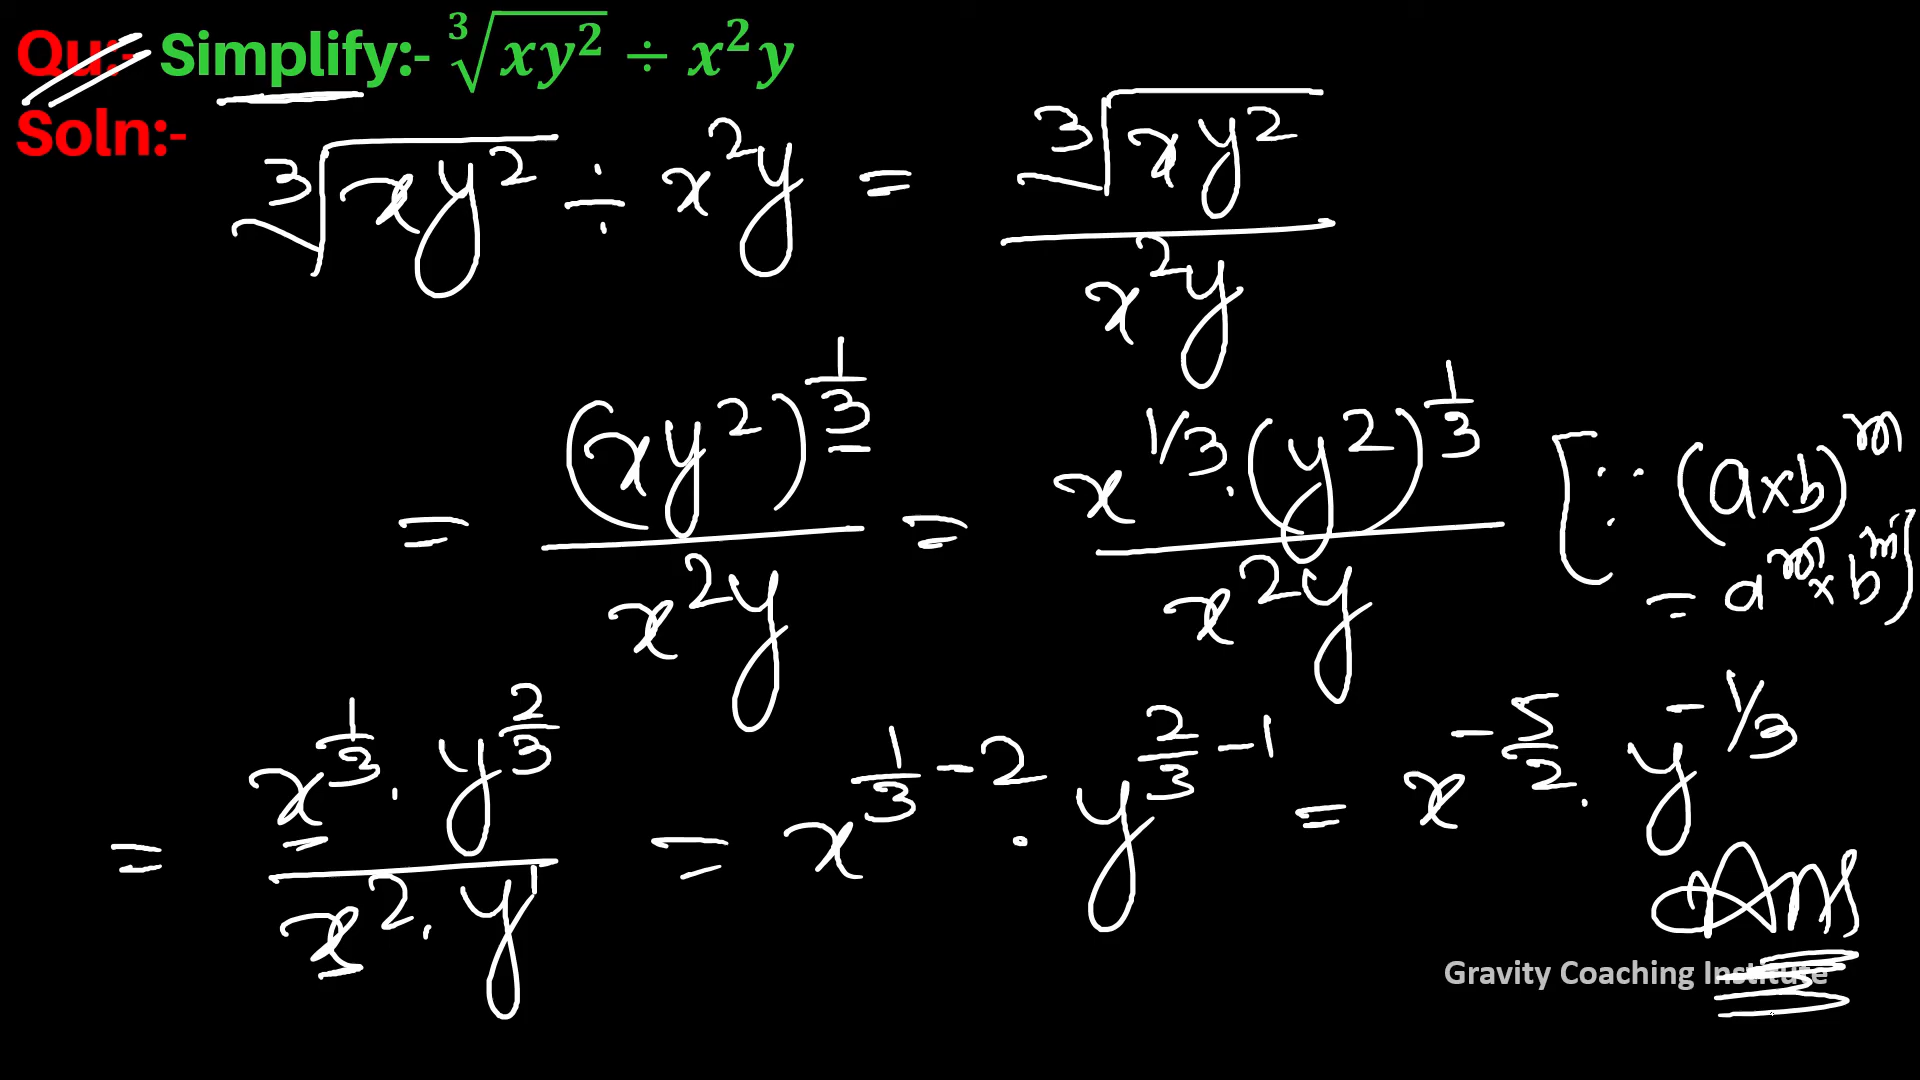 Qu:- Simplify:- ∛(xy²) ÷ x²y
Soln:-
∛(xy²) ÷ x²y = ∛(xy²) / x²y
= (xy²)^(1/3) / x²y = x^(1/3) . (y²)^(1/3) / x²y [∵ (a×b)^m
= a^m × b^m]
= x^(1/3) . y^(2/3) / x² . y¹ = x^(1/3 - 2) . y^(2/3 - 1) = x^(-5/2) . y^(-1/3)
Ans
Gravity Coaching Institute